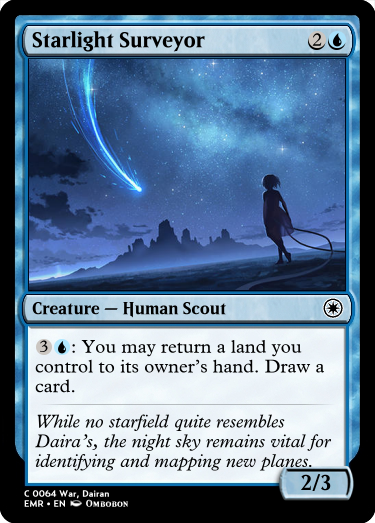 Starlight Surveyor 2
Creature — Human Scout
3 : You may return a land you
control to its owner's hand. Draw a
card.
While no starfield quite resembles
Daira's, the night sky remains vital for
identifying and mapping new planes.
2/3
C 0064 War, Dairan
EMR • EN Ombobon